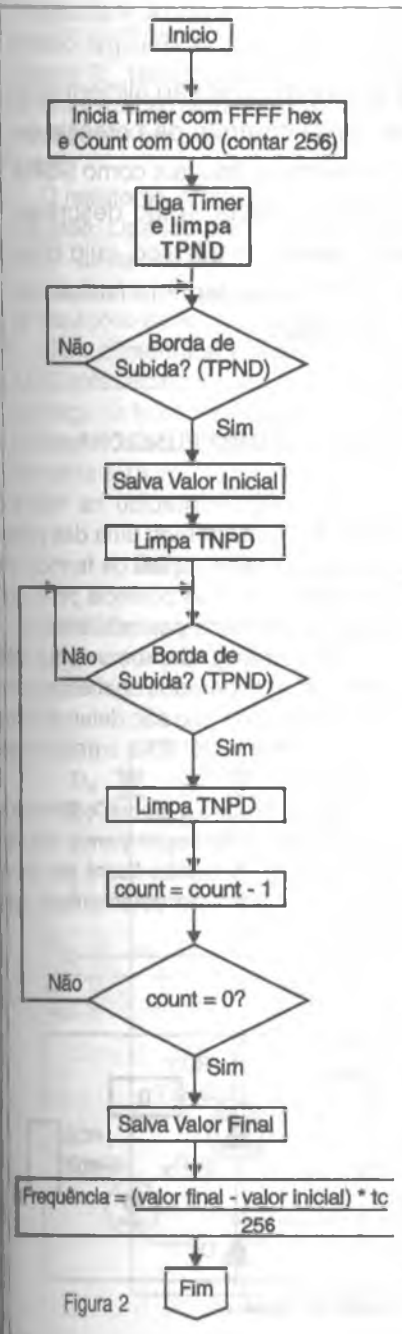 Inicio
Inicia Timer com FFFF hex
e Count com 000 (contar 256)
Liga Timer
e limpa
TPND
Não
Borda de
Subida? (TPND)
Sim
Salva Valor Inicial
Limpa TNPD
Não
Borda de
Subida? (TPND)
Sim
Limpa TNPD
count = count - 1
Não
count = 0?
Sim
Salva Valor Final
Frequência = (valor final - valor inicial) * tc
256
Fim
Figura 2